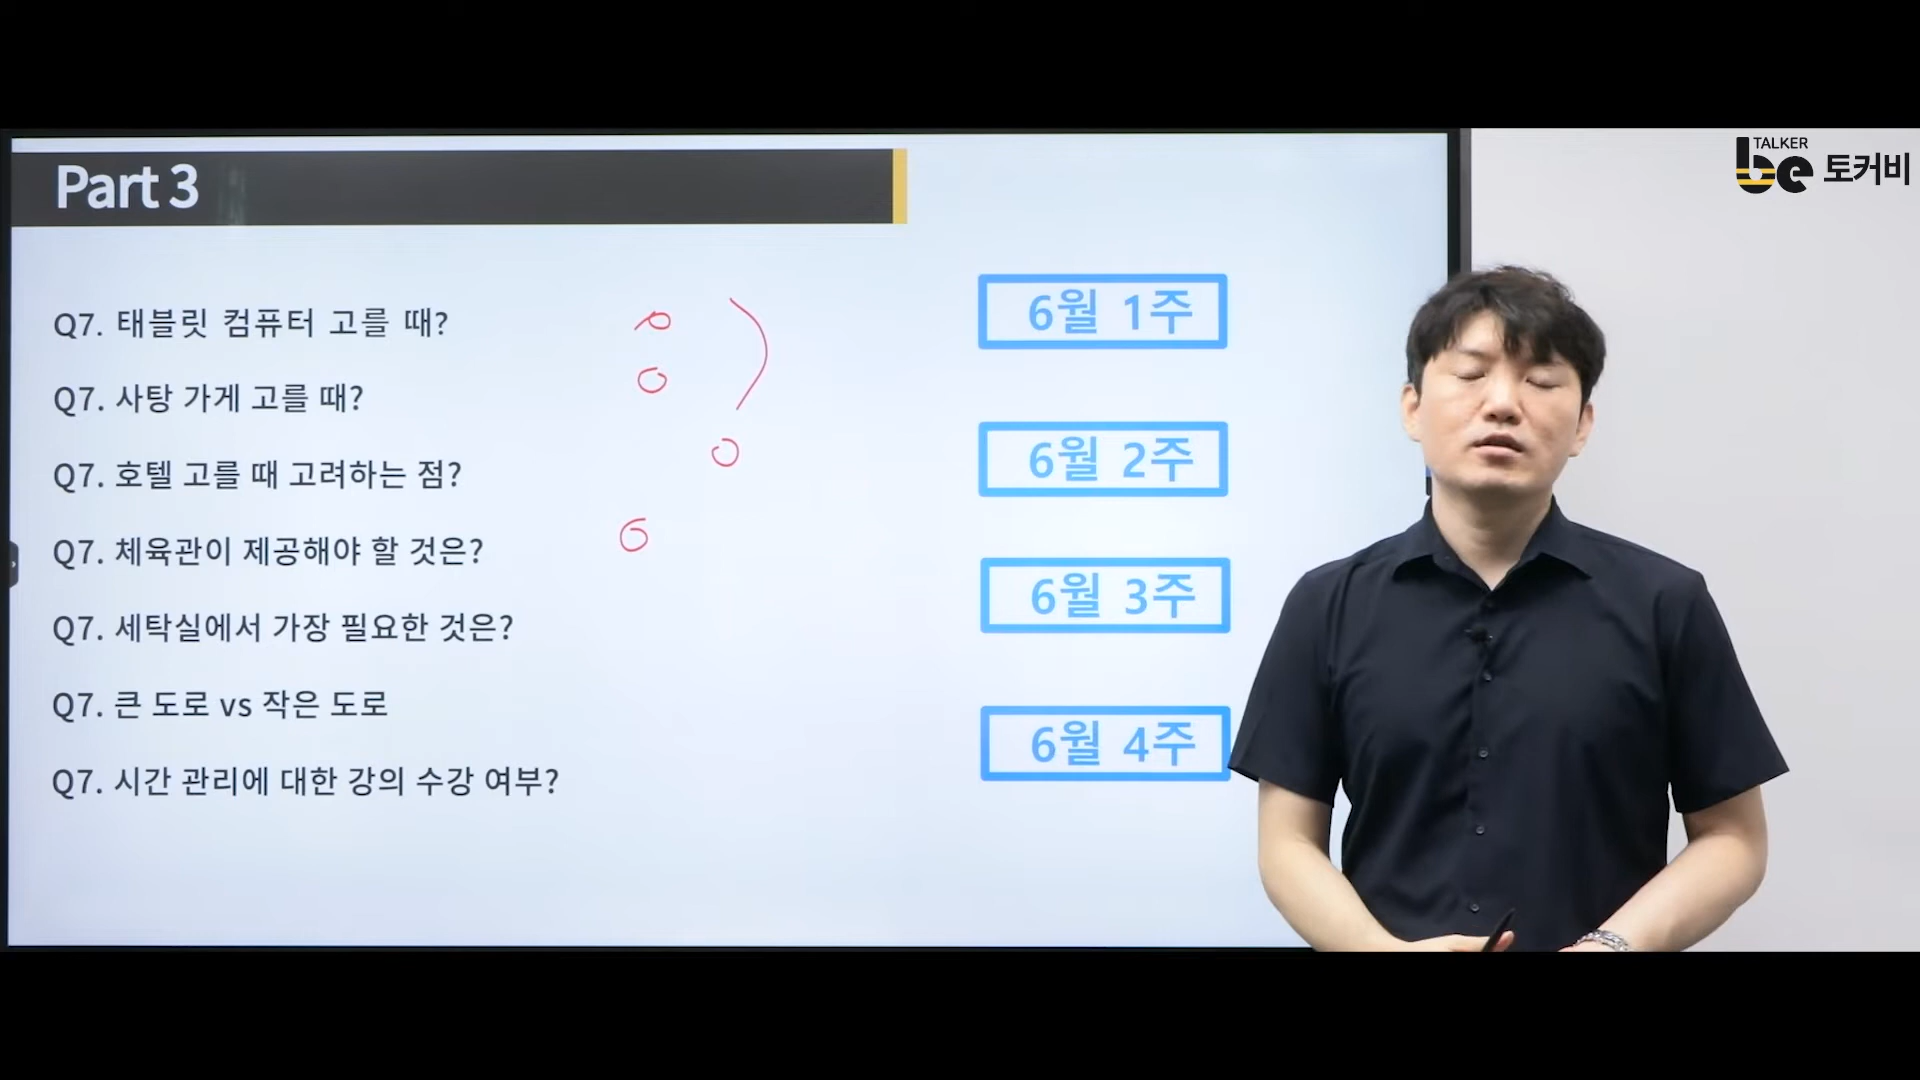 Part 3
Q7. 태블릿 컴퓨터 고를 때?
Q7. 사탕 가게 고를 때?
Q7. 호텔 고를 때 고려하는 점?
Q7. 체육관이 제공해야 할 것은?
Q7. 세탁실에서 가장 필요한 것은?
Q7. 큰 도로 vs 작은 도로
Q7. 시간 관리에 대한 강의 수강 여부?
6월 1주
6월 2주
6월 3주
6월 4주
TALKER
be 토커비